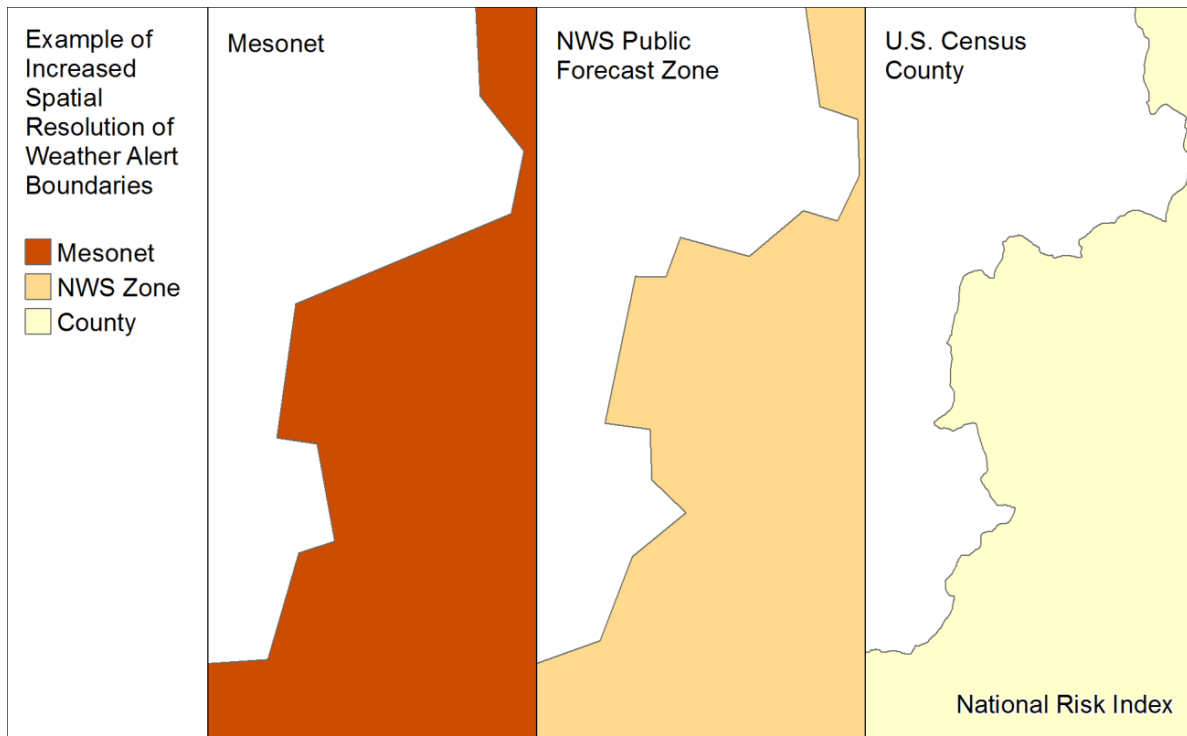 Example of
Increased
Spatial
Resolution of
Weather Alert
Boundaries
Mesonet
NWS Zone
County
Mesonet
NWS Public
Forecast Zone
U.S. Census
County
National Risk Index